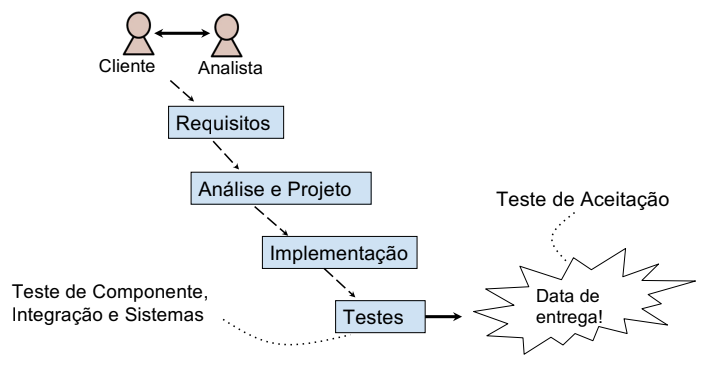 Cliente
Analista
Requisitos
Análise e Projeto
Teste de Aceitação
Implementação
Teste de Componente,
Integração e Sistemas
Testes
Data de
entrega!